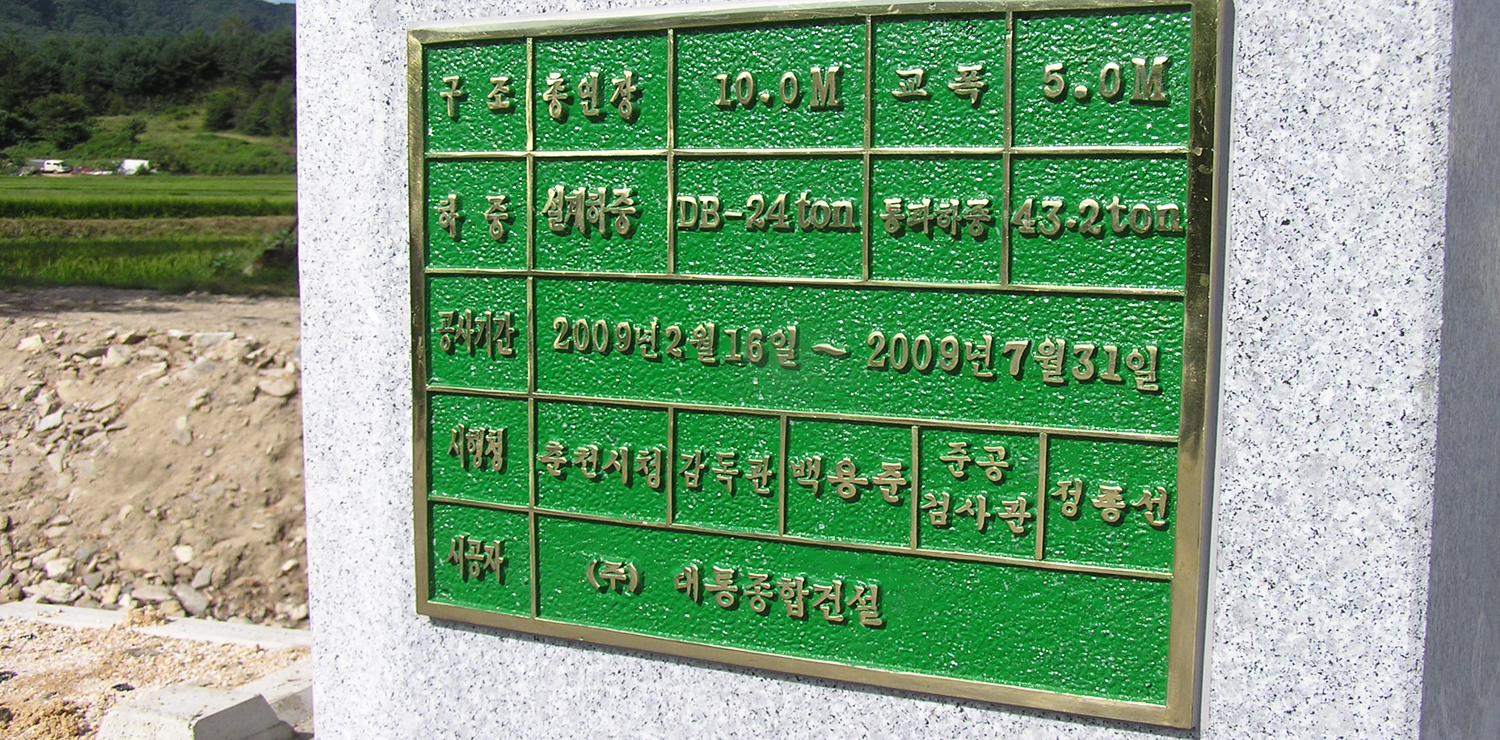 구조 총연장 10.0M 교폭 5.0M
하중 설계하중 DB-24ton 통과하중 43.2ton
공사기간 2009년2월16일 ~ 2009년7월31일
시행청 춘천시청 감독관 백용준 준공 검사관 정종선
시공자 (주) 대통종합건설